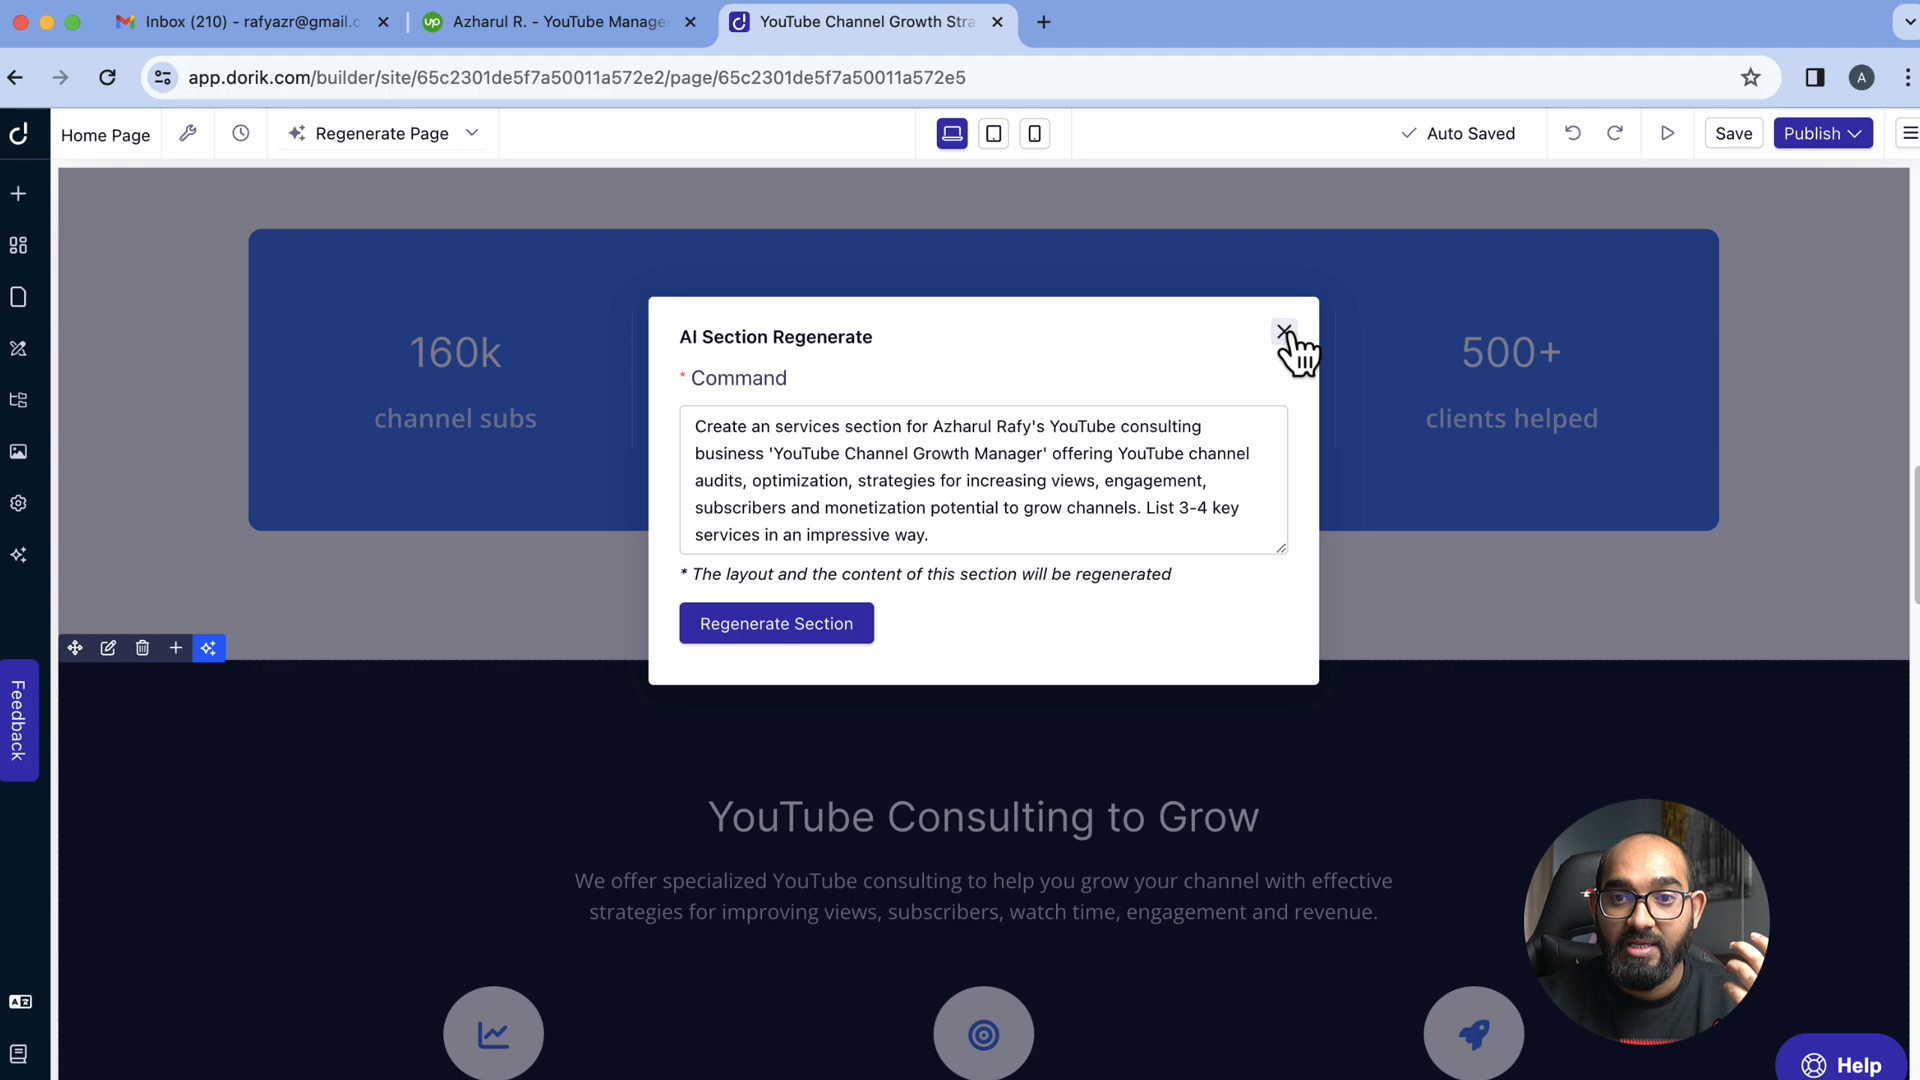 Inbox (210) - rafyazr@gmail.c
up
Azharul R. - YouTube Manage
YouTube Channel Growth Stra
app.dorik.com/builder/site/65c2301de5f7a50011a572e2/page/65c2301de5f7a50011a572e5
A
Home Page
Regenerate Page
Auto Saved
Save
Publish
160k
channel subs
500+
clients helped
AI Section Regenerate
* Command
Create an services section for Azharul Rafy's YouTube consulting
business 'YouTube Channel Growth Manager' offering YouTube channel
audits, optimization, strategies for increasing views, engagement,
subscribers and monetization potential to grow channels. List 3-4 key
services in an impressive way.
* The layout and the content of this section will be regenerated
Regenerate Section
Feedback
YouTube Consulting to Grow
We offer specialized YouTube consulting to help you grow your channel with effective
strategies for improving views, subscribers, watch time, engagement and revenue.
Help